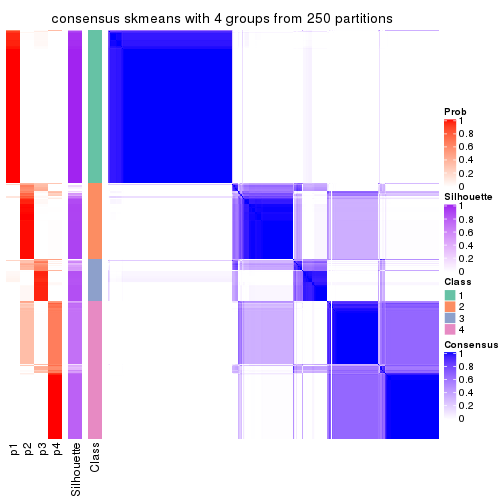 consensus skmeans with 4 groups from 250 partitions
Prob
1
0.8
0.6
0.4
0.2
0
Silhouette
1
0.8
0.6
0.4
0.2
0
Class
1
2
3
4
Consensus
1
0.8
0.6
0.4
0.2
0
p1
p2
p3
p4
Silhouette
Class